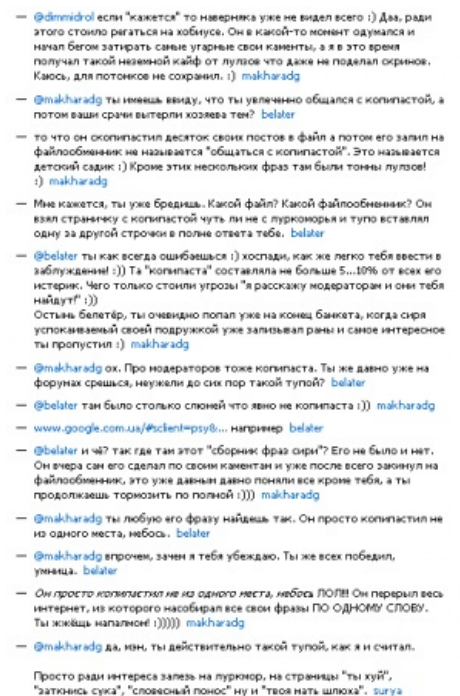 — @dimmidrol если "кажется" то наверняка уже не видел всего :) Даа, ради
этого стоило регаться на хобиусе. Он в какой-то момент одумался и
начал бегом затирать самые угарные свои каменты, а я в это время
получал такой неземной кайф от лулзов что даже не поделал скринов.
Каюсь, для потонков не сохранил. :) makharadg
— @makharadg ты имеешь ввиду, что ты увлеченно общался с копипастой, а
потом ваши срачи вытерли хозяева тем? belater
— то что он скопипастил десяток своих постов в файл а потом его залил на
файлообменник не называется "общаться с копипастой". Это называется
детский садик :) Кроме этих нескольких фраз там были тонны лулзов!
:) makharadg
— Мне кажется, ты уже бредишь. Какой файл? Какой файлообменник? Он
взял страничку с копипастой чуть ли не с луркоморья и тупо вставлял
одну за другой строчки в полне ответа тебе. belater
— @belater ты как всегда ошибаешься :) хоспади, как же легко тебя ввести в
заблуждение! :)) Та "копипаста" составляла не больше 5...10% от всех его
истерик. Чего только стоили угрозы "я расскажу модераторам и они тебя
найдут!" :))
Остынь белетёр, ты очевидно попал уже на конец банкета, когда сиря
успокаиваемый своей подружкой уже зализывал раны и самое интересное
ты пропустил :) makharadg
— @makharadg ох. Про модераторов тоже копипаста. Ты же давно уже на
форумах срешься, неужели до сих пор такой тупой? belater
— @belater там было столько слюней что явно не копипаста :)) makharadg
— www.google.com.ua/#sclient=psy&... например belater
— @belater и чё? так где там этот "сборник фраз сири"? Его не было и нет.
Он вчера сам его сделал по своим каментам и уже после всего закинул на
файлообменник, это уже давным давно поняли все кроме тебя, а ты
продолжаешь тормозить по полной :))) makharadg
— @makharadg ты любую его фразу найдешь так. Он просто копипастил не
из одного места, небось. belater
— @makharadg впрочем, зачем я тебя убеждаю. Ты же всех победил,
умница. belater
— Он просто копипастил не из одного места, небось ЛОЛ!!! Он перерыл весь
интернет, из которого насобирал все свои фразы ПО ОДНОМУ СЛОВУ.
Ты жжёщь напалмом! :))))) makharadg
— @makharadg да, мэн, ты действительно такой тупой, как я и считал.
Просто ради интереса залезь на луркмор, на страницы "ты хуй",
"заткнись сука", "словесный понос" ну и "твоя мать шлюха". surya